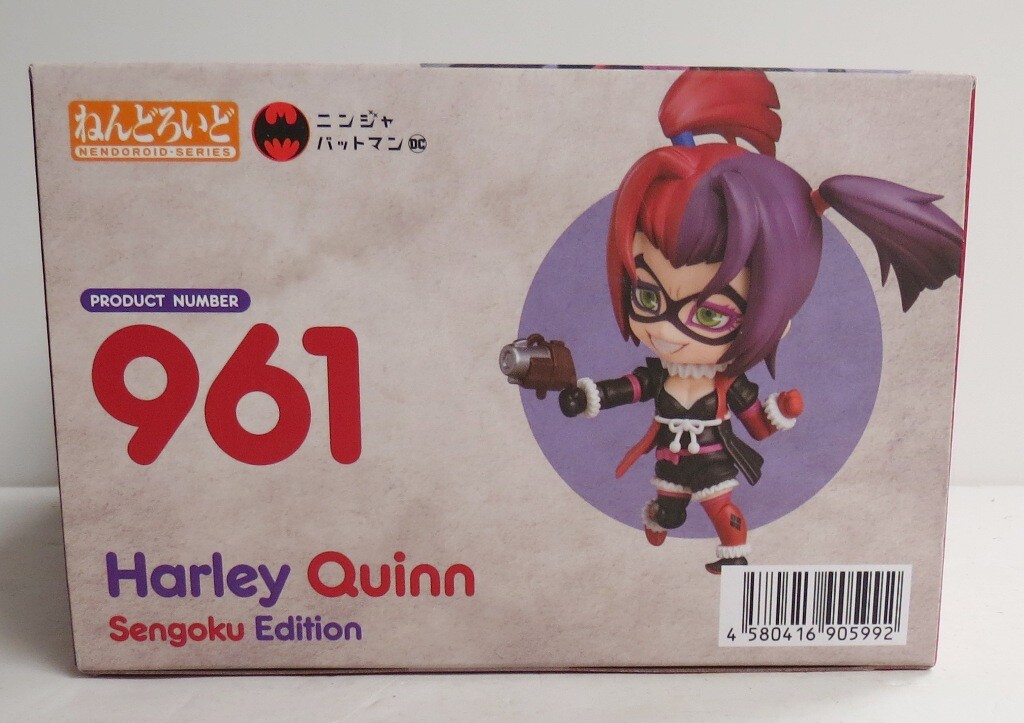 ねんどろいど
NENDOROID-SERIES
ニンジャ
バットマン DC
PRODUCT NUMBER
961
Harley Quinn
Sengoku Edition
4 580416 905992